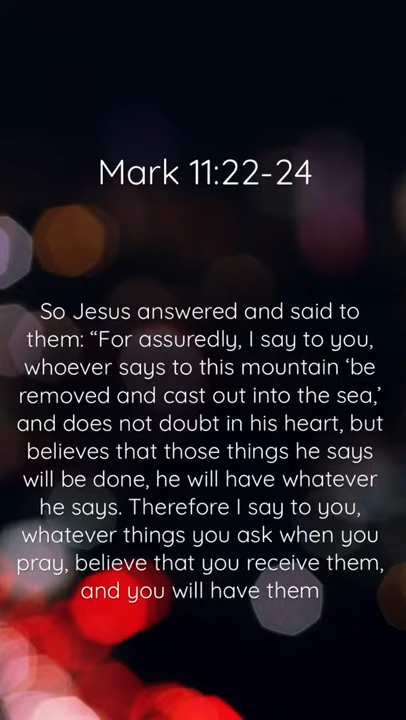 Mark 11:22-24
So Jesus answered and said to
them: “For assuredly, I say to you,
whoever says to this mountain ‘be
removed and cast out into the sea,’
and does not doubt in his heart, but
believes that those things he says
will be done, he will have whatever
he says. Therefore I say to you,
whatever things you ask when you
pray, believe that you receive them,
and you will have them